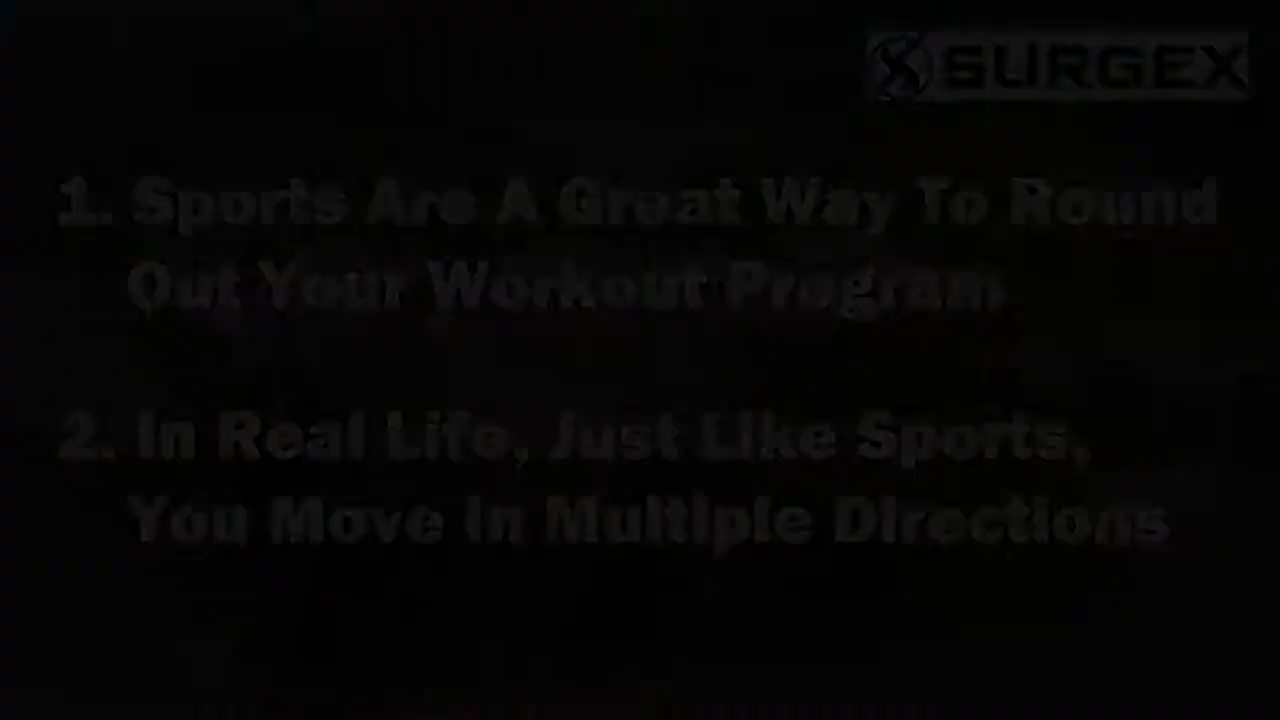 SURGEX
1. Sports Are A Great Way To Round
Out Your Workout Program
2. In Real Life, Just Like Sports,
You Move In Multiple Directions